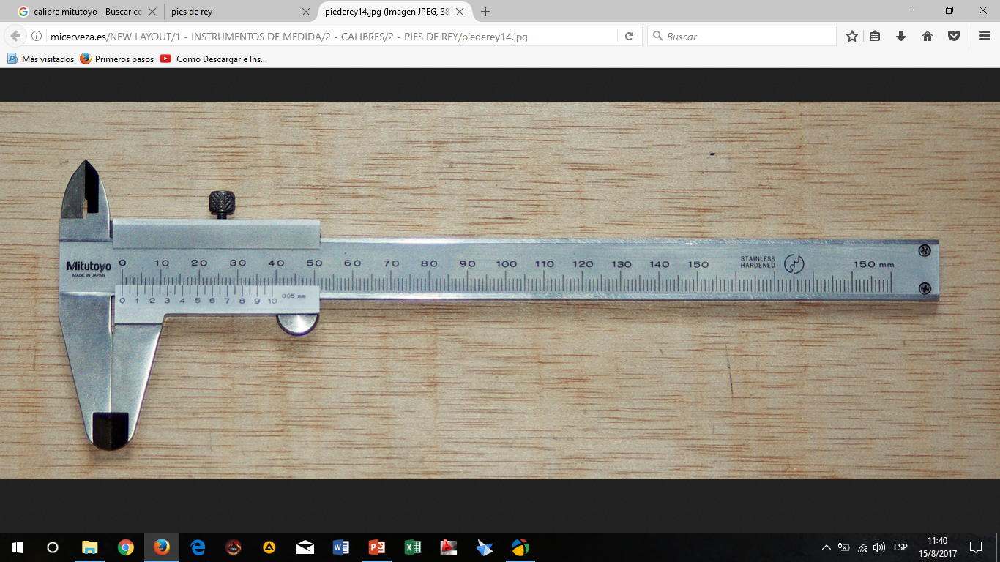 calibre mitutoyo - Buscar co
pies de rey
piederey14.jpg (Imagen JPEG, 38
micerveza.es/NEW LAYOUT/1 - INSTRUMENTOS DE MEDIDA/2 - CALIBRES/2 - PIES DE REY/piederey14.jpg
Buscar
Más visitados
Primeros pasos
Como Descargar e Ins...
Mitutoyo
MADE IN JAPAN
0 10 20 30 40 50 60 70 80 90 100 110 120 130 140 150
STAINLESS
HARDENED
150 mm
0 1 2 3 4 5 6 7 8 9 10
0.05 mm
ESP
11:40
15/8/2017